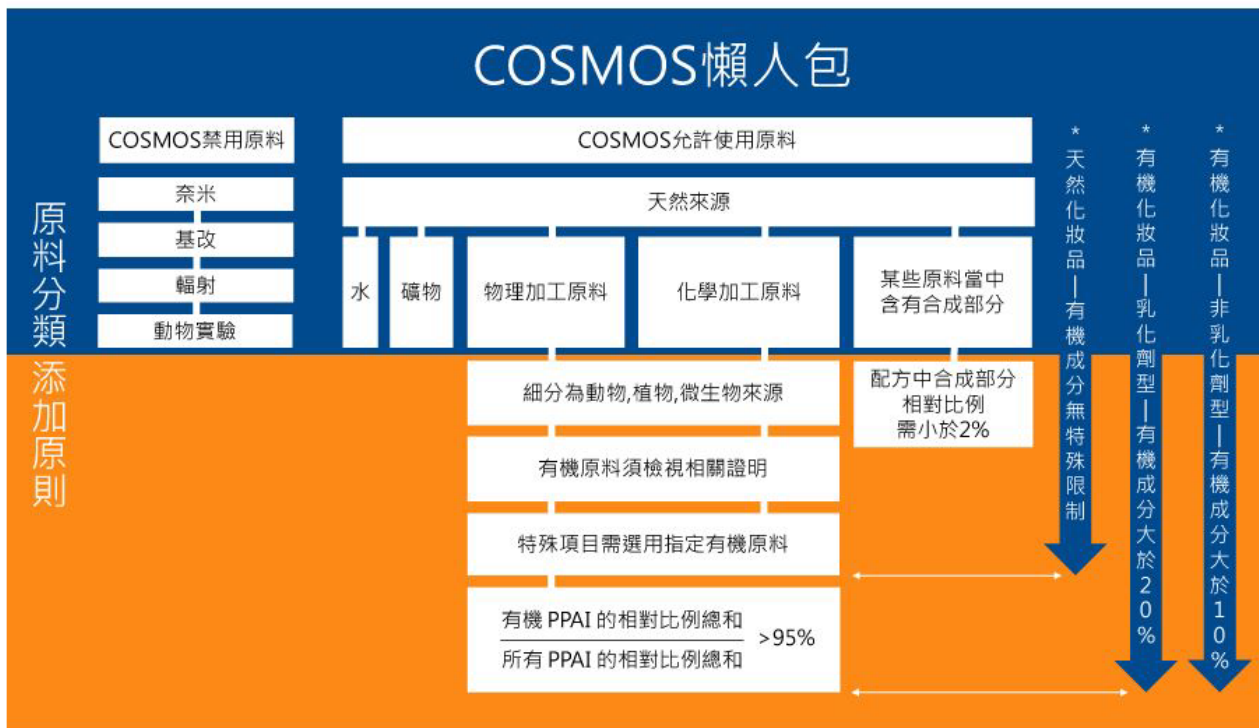 COSMOS懶人包
原料分類
添加原則
COSMOS禁用原料
奈米
基改
輻射
動物實驗
COSMOS允許使用原料
天然來源
水
礦物
物理加工原料
化學加工原料
某些原料當中
含有合成部分
細分為動物,植物,微生物來源
配方中合成部分
相對比例
需小於2%
有機原料須檢視相關證明
特殊項目需選用指定有機原料
有機 PPAI 的相對比例總和
所有 PPAI 的相對比例總和
>95%
*天然化妝品|有機成分無特殊限制
*有機化妝品|乳化劑型|有機成分大於20%
*有機化妝品|非乳化劑型|有機成分大於10%